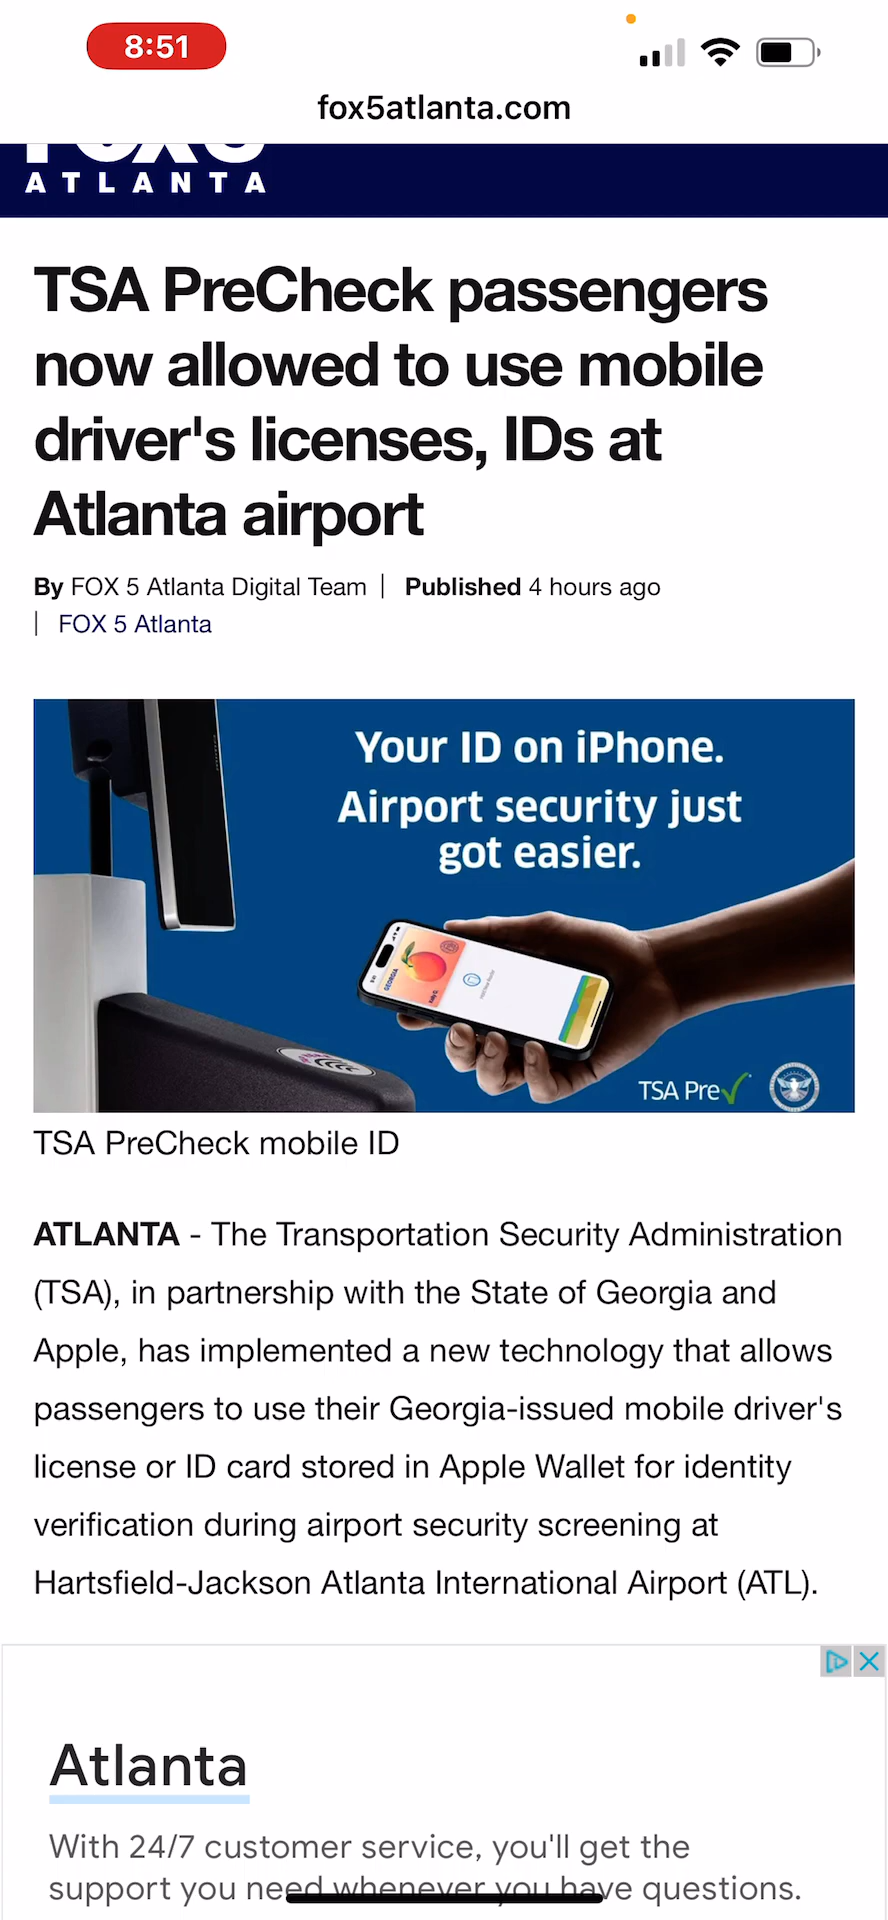 8:51
fox5atlanta.com
ATLANTA
TSA PreCheck passengers
now allowed to use mobile
driver's licenses, IDs at
Atlanta airport
By FOX 5 Atlanta Digital Team | Published 4 hours ago
| FOX 5 Atlanta
Your ID on iPhone.
Airport security just
got easier.
GEORGIA
TSA Pre✓
TSA PreCheck mobile ID
ATLANTA - The Transportation Security Administration
(TSA), in partnership with the State of Georgia and
Apple, has implemented a new technology that allows
passengers to use their Georgia-issued mobile driver's
license or ID card stored in Apple Wallet for identity
verification during airport security screening at
Hartsfield-Jackson Atlanta International Airport (ATL).
Atlanta
With 24/7 customer service, you'll get the
support you need whenever you have questions.